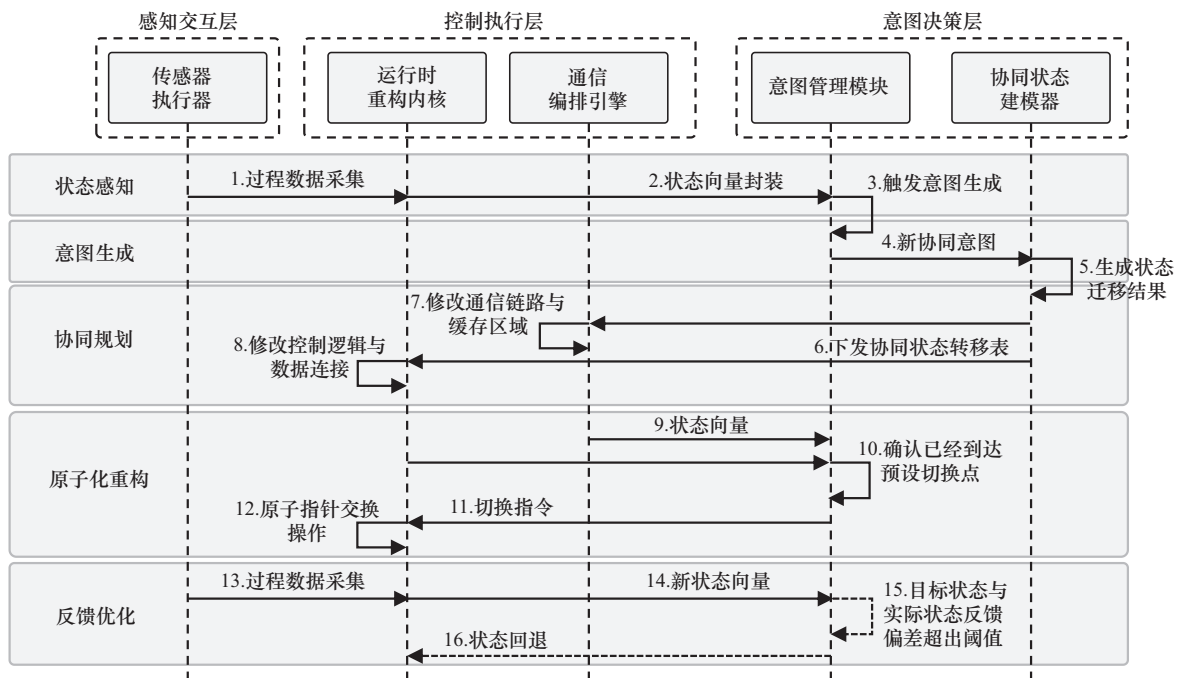 感知交互层
控制执行层
意图决策层
传感器
执行器
运行时
重构内核
通信
编排引擎
意图管理模块
协同状态
建模器
状态感知
1.过程数据采集
2.状态向量封装
3.触发意图生成
意图生成
4.新协同意图
5.生成状态
迁移结果
协同规划
7.修改通信链路与
缓存区域
8.修改控制逻辑与
数据连接
6.下发协同状态转移表
原子化重构
9.状态向量
10.确认已经到达
预设切换点
11.切换指令
12.原子指针交换
操作
反馈优化
13.过程数据采集
14.新状态向量
15.目标状态与
实际状态反馈
偏差超出阈值
16.状态回退